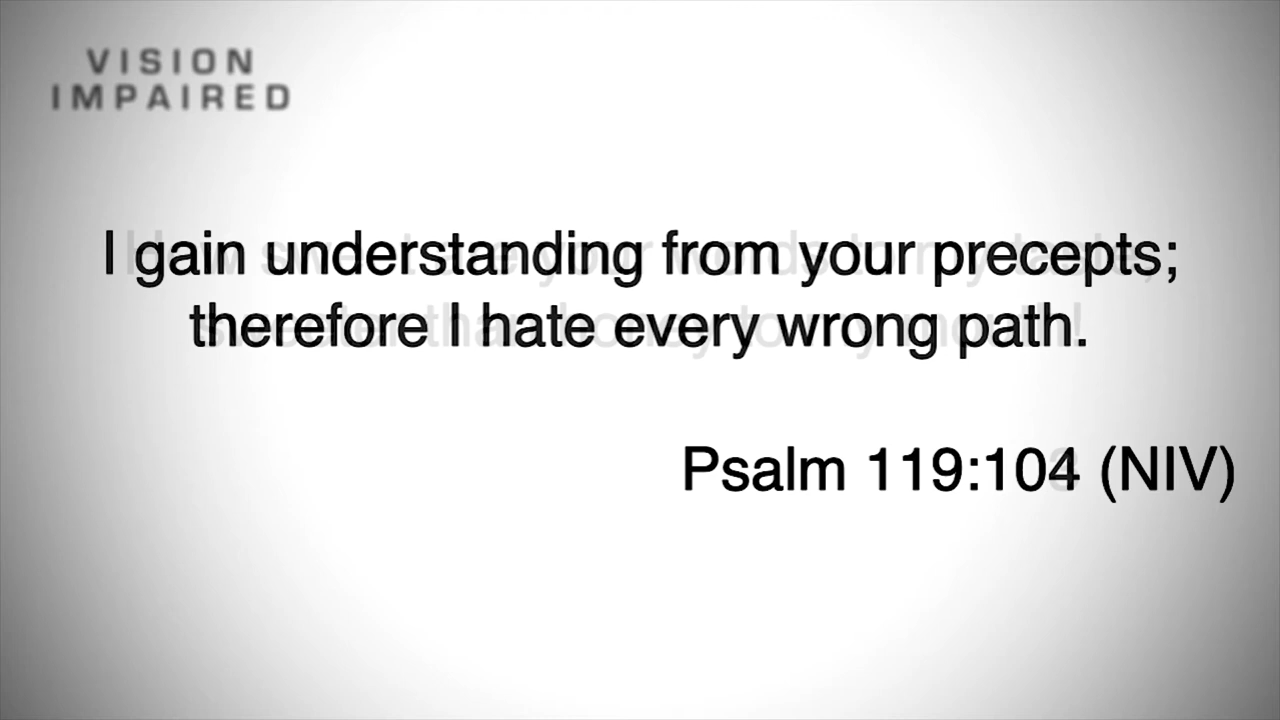 VISION
IMPAIRED
I gain understanding from your precepts;
therefore I hate every wrong path.
Psalm 119:104 (NIV)